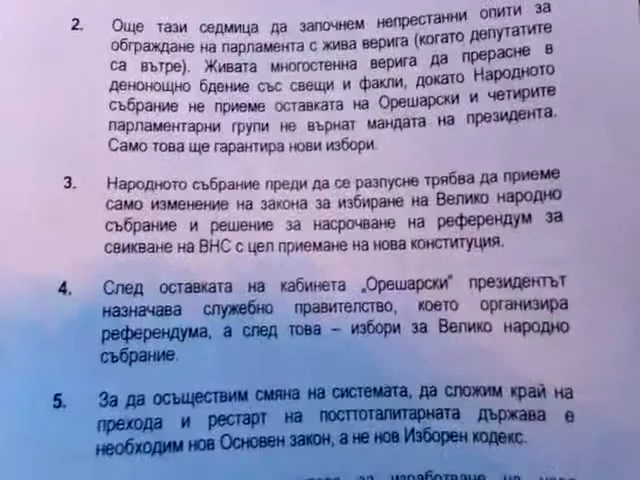 2. Още тази седмица да започнем непрестанни опити за
обграждане на парламента с жива верига (когато депутатите
са вътре). Живата многостенна верига да прерасне в
денонощно бдение със свещи и факли, докато Народното
събрание не приеме оставката на Орешарски и четирите
парламентарни групи не върнат мандата на президента.
Само това ще гарантира нови избори.
3. Народното събрание преди да се разпусне трябва да приеме
само изменение на закона за избиране на Велико народно
събрание и решение за насрочване на референдум за
свикване на ВНС с цел приемане на нова конституция.
4. След оставката на кабинета „Орешарски" президентът
назначава служебно правителство, което организира
референдума, а след това – избори за Велико народно
събрание.
5. За да осъществим смяна на системата, да сложим край на
прехода и рестарт на посттоталитарната държава е
необходим нов Основен закон, а не нов Изборен кодекс.
за изработване на